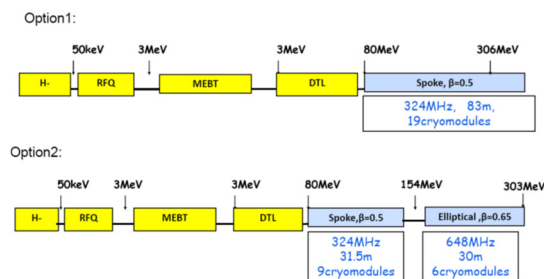 Option1:
50keV 3MeV 3MeV 80MeV 306MeV
H- RFQ MEBT DTL Spoke, β=0.5
324MHz, 83m,
19cryomodules
Option2:
50keV 3MeV 3MeV 80MeV 154MeV 303MeV
H- RFQ MEBT DTL Spoke,β=0.5 Elliptical ,β=0.65
324MHz 648MHz
31.5m 30m
9cryomodules 6cryomodules